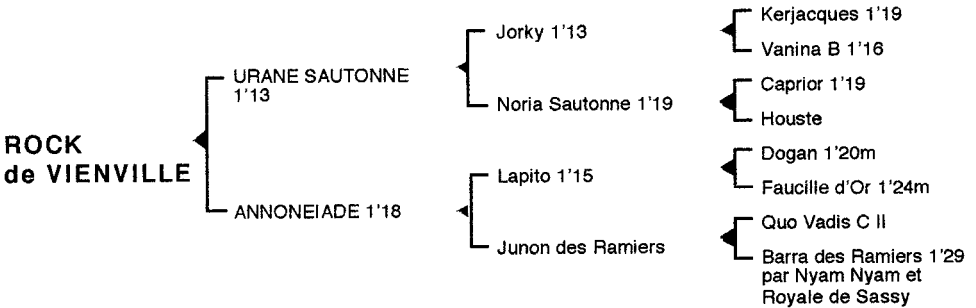 ROCK
de VIENVILLE
URANE SAUTONNE
1'13
ANNONEIADE 1'18
Jorky 1'13
Noria Sautonne 1'19
Lapito 1'15
Junon des Ramiers
Kerjacques 1'19
Vanina B 1'16
Caprior 1'19
Houste
Dogan 1'20m
Faucille d'Or 1'24m
Quo Vadis C II
Barra des Ramiers 1'29
par Nyam Nyam et
Royale de Sassy